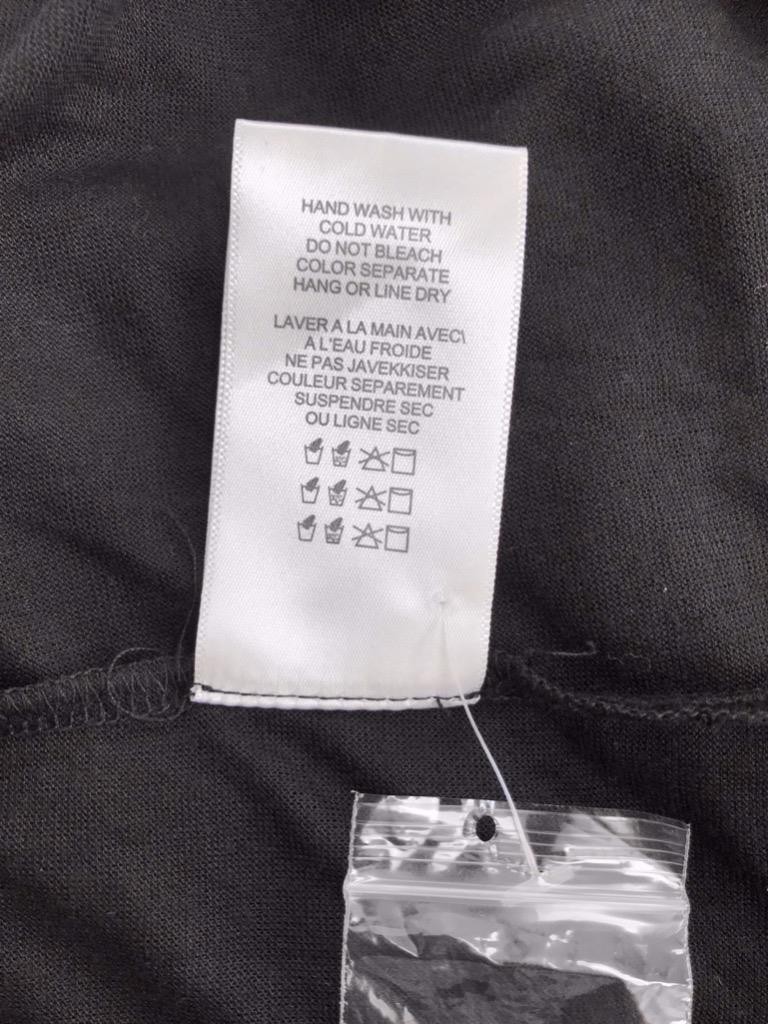 HAND WASH WITH
COLD WATER
DO NOT BLEACH
COLOR SEPARATE
HANG OR LINE DRY
LAVER A LA MAIN AVEC\
A L'EAU FROIDE
NE PAS JAVEKKISER
COULEUR SEPAREMENT
SUSPENDRE SEC
OU LIGNE SEC